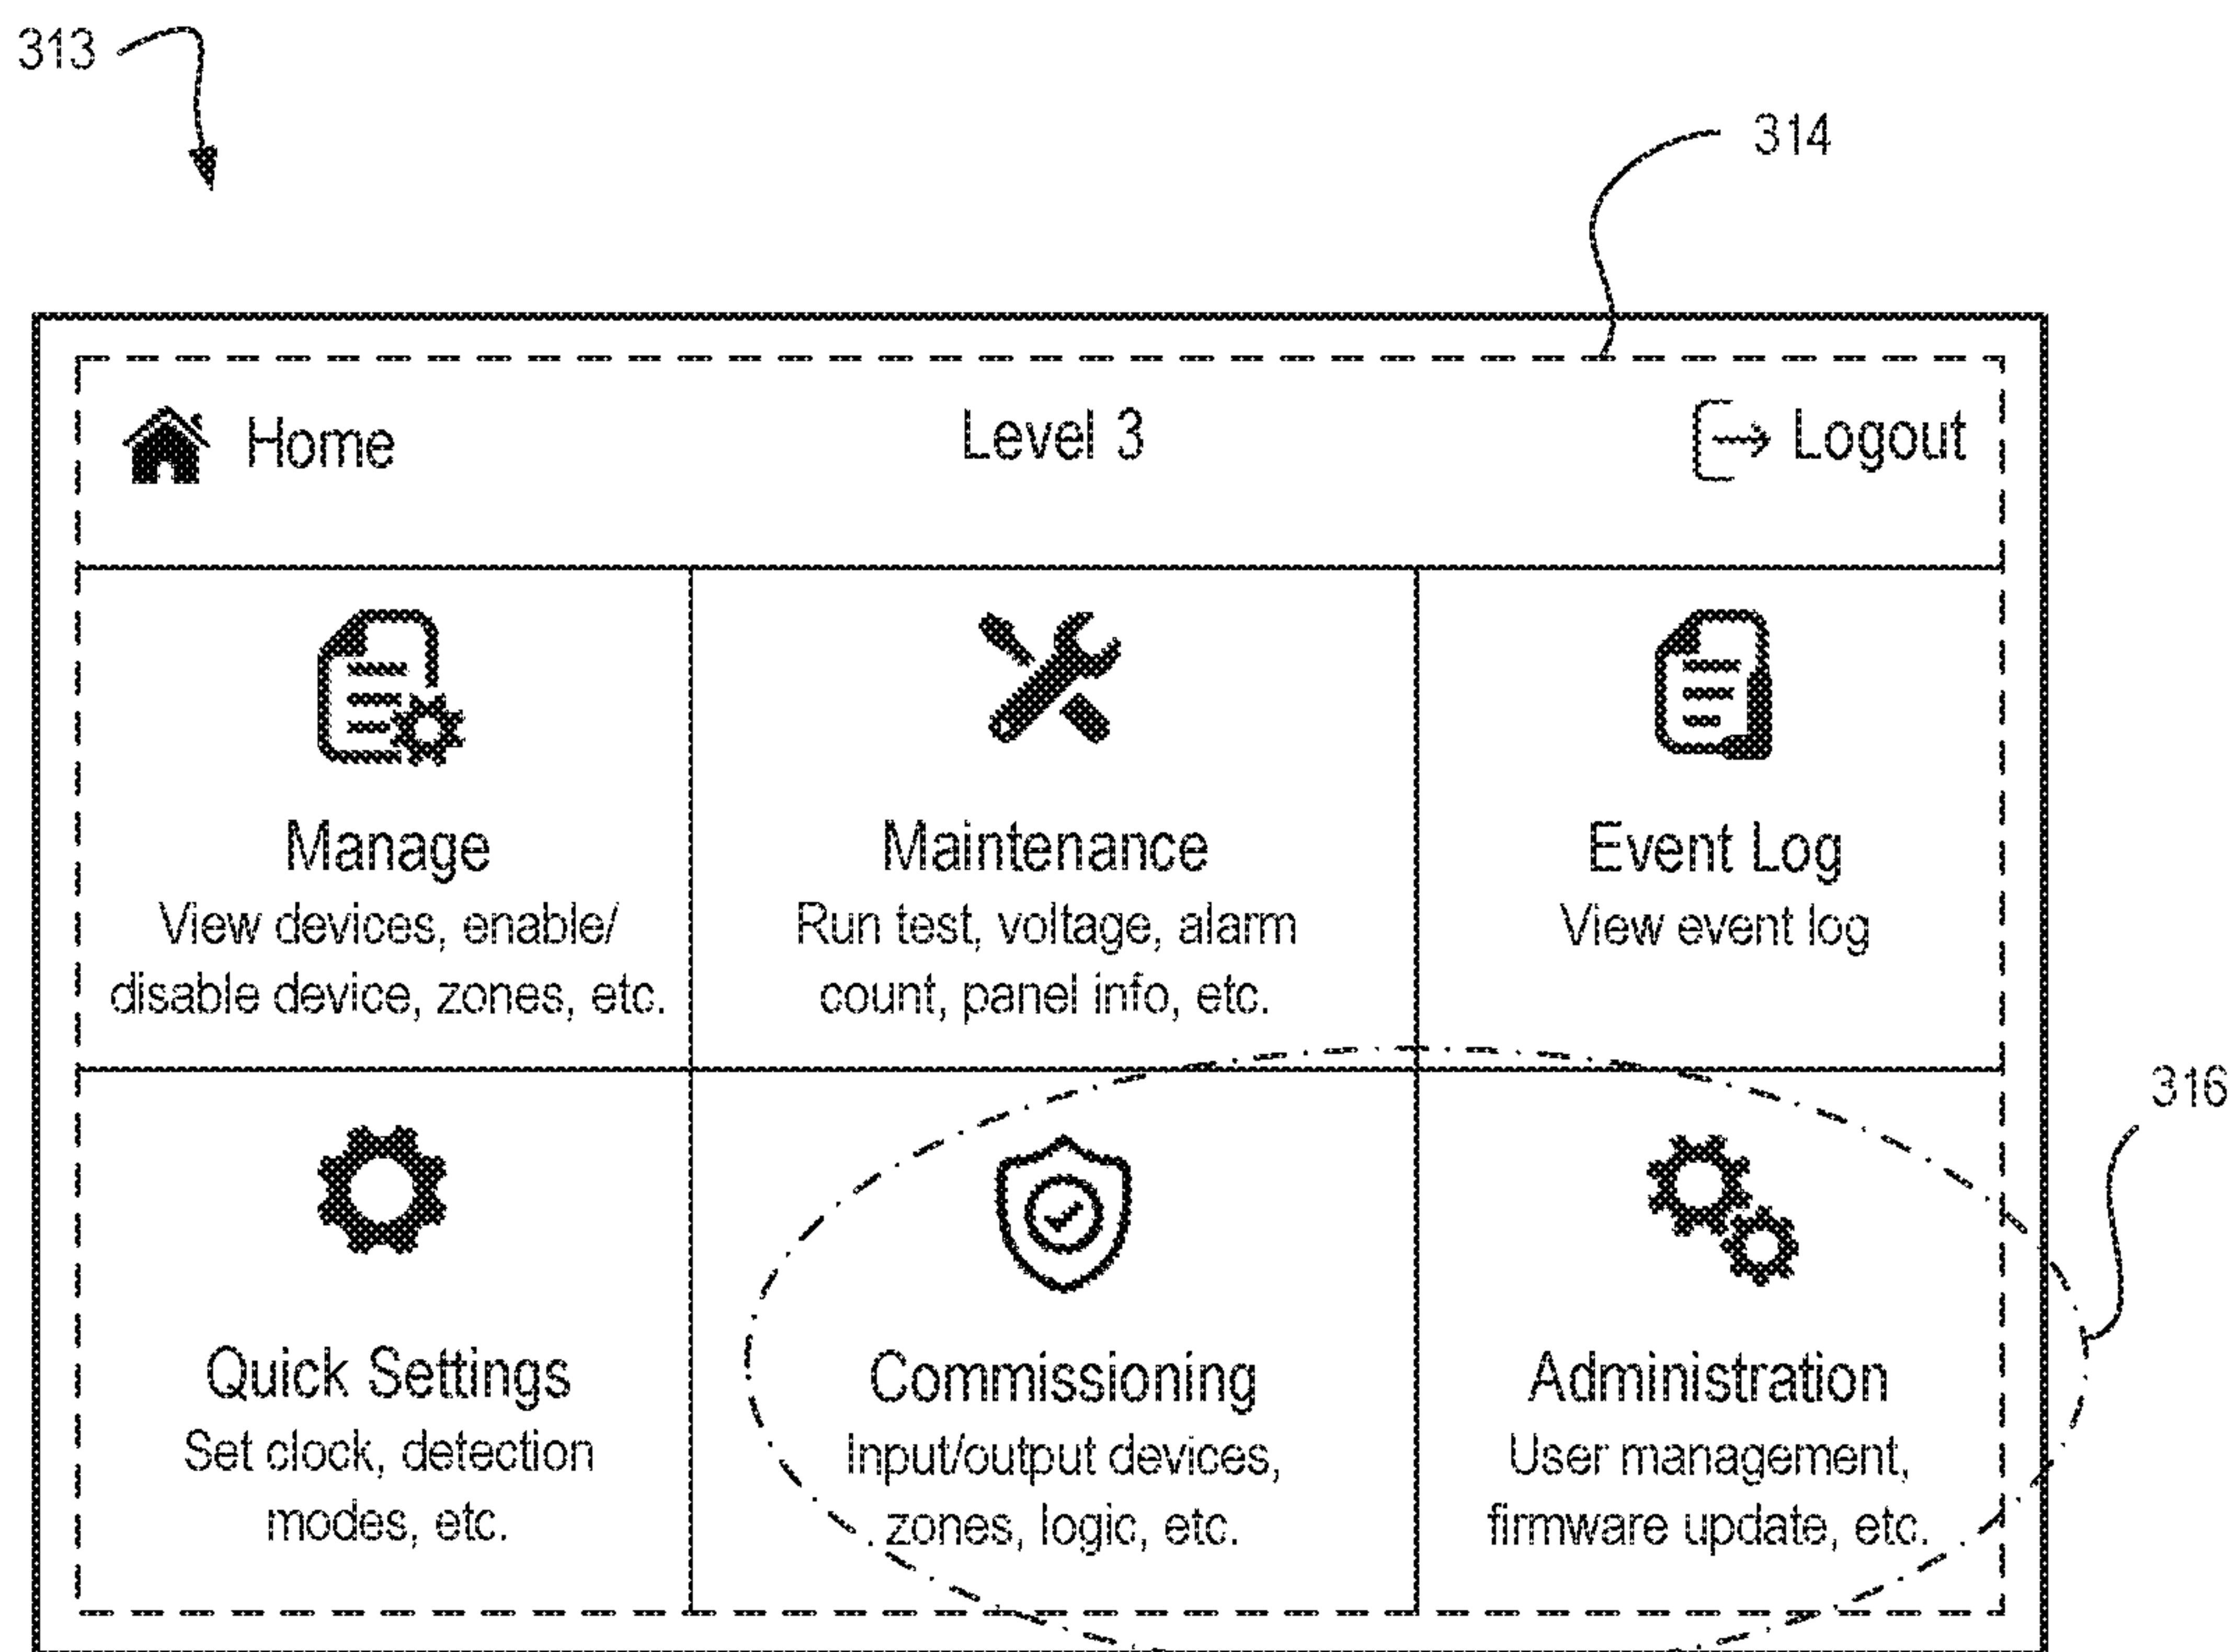 313
314
Home
Level 3
Logout
Manage
View devices, enable/
disable device, zones, etc.
Maintenance
Run test, voltage, alarm
count, panel info, etc.
Event Log
View event log
316
Quick Settings
Set clock, detection
modes, etc.
Commissioning
Input/output devices,
zones, logic, etc.
Administration
User management,
firmware update, etc.